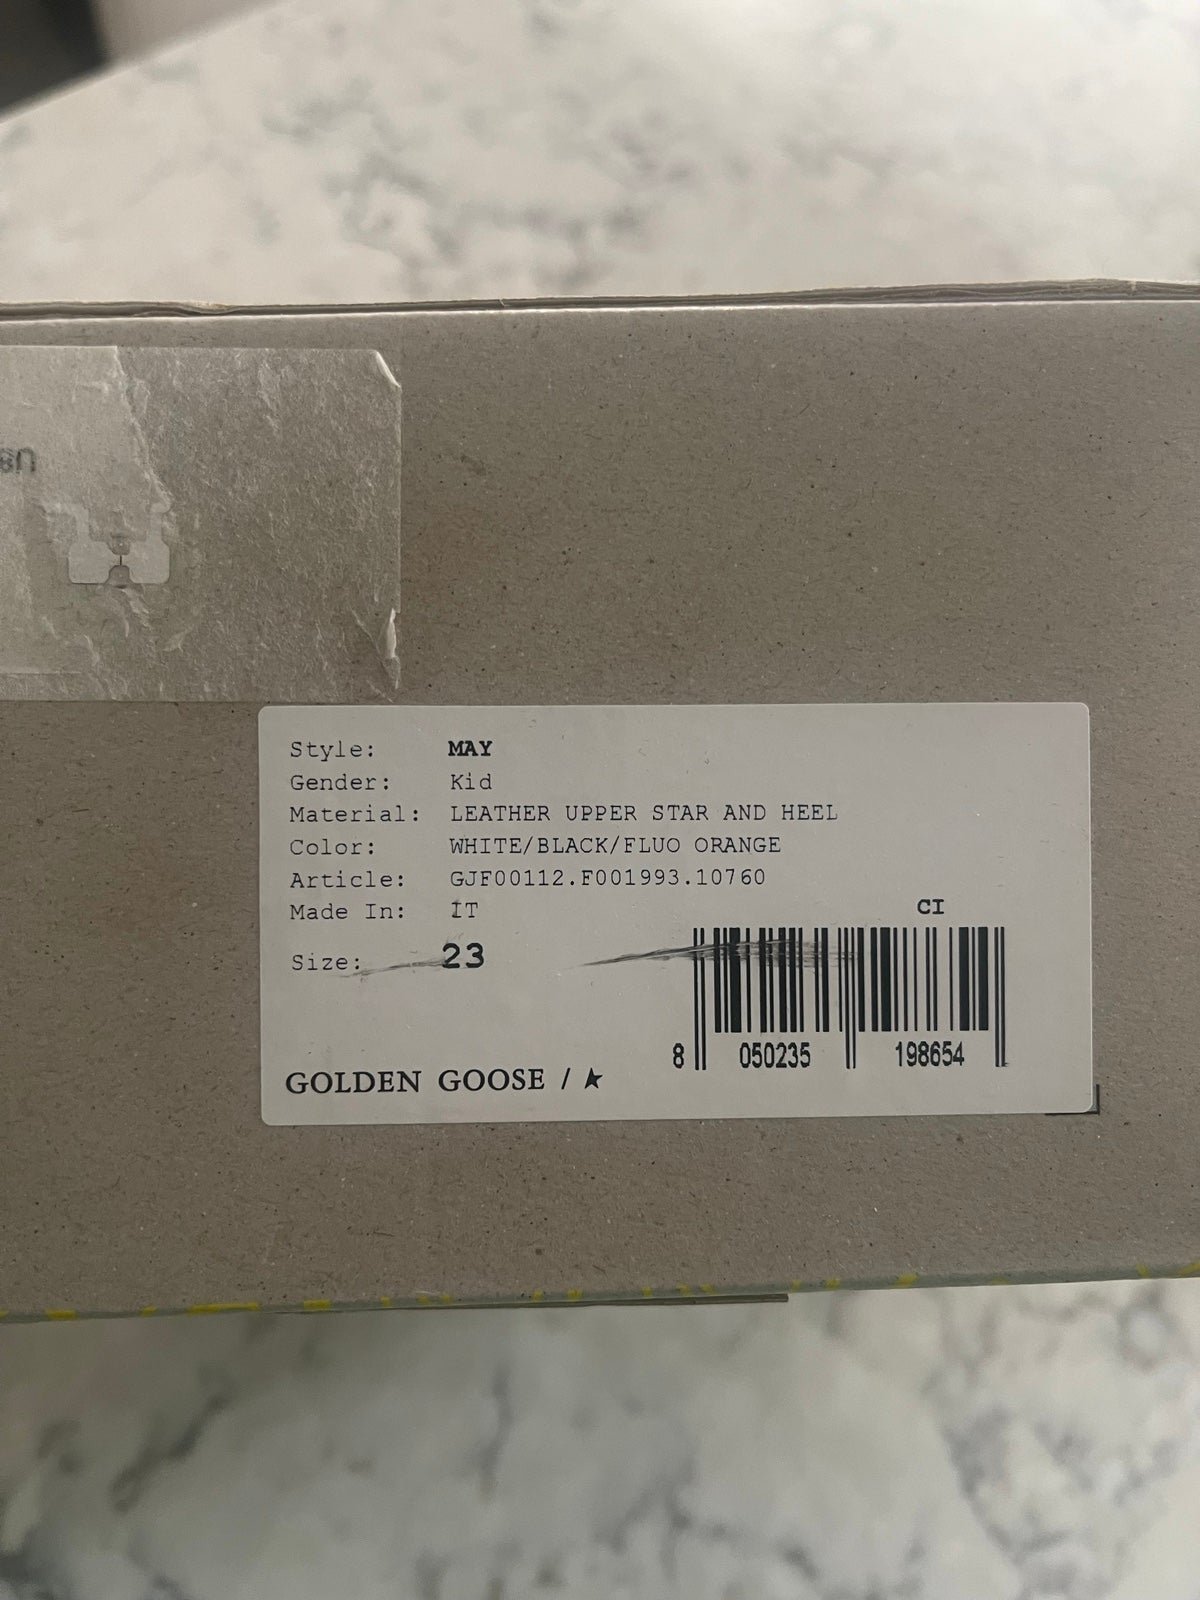 Style: MAY
Gender: Kid
Material: LEATHER UPPER STAR AND HEEL
Color: WHITE/BLACK/FLUO ORANGE
Article: GJF00112.F001993.10760
Made In: IT
CI
Size: 23
8 050235 198654
GOLDEN GOOSE / ★